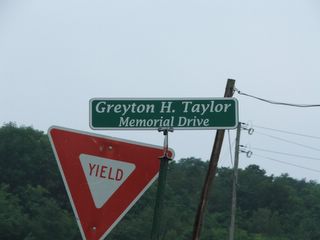 Greyton H. Taylor
Memorial Drive
YIELD